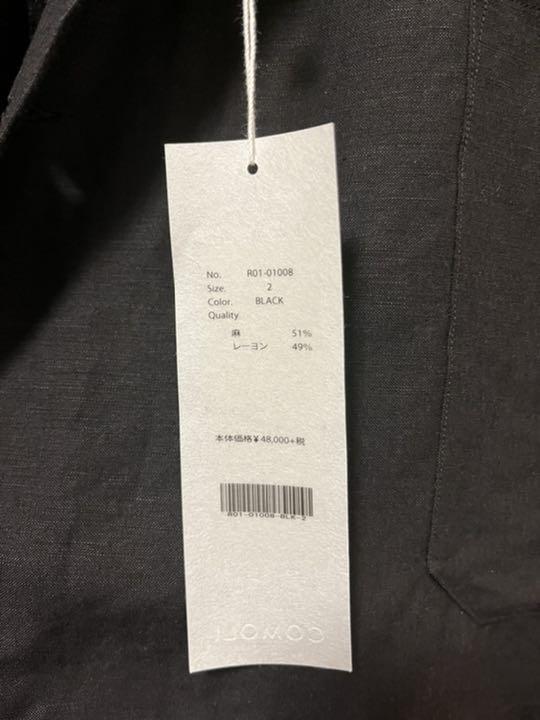 No. R01-01008
Size. 2
Color. BLACK
Quality
麻 51%
レーヨン 49%
本体価格¥48,000+税
R01-01008-BLK-2
COMOLI